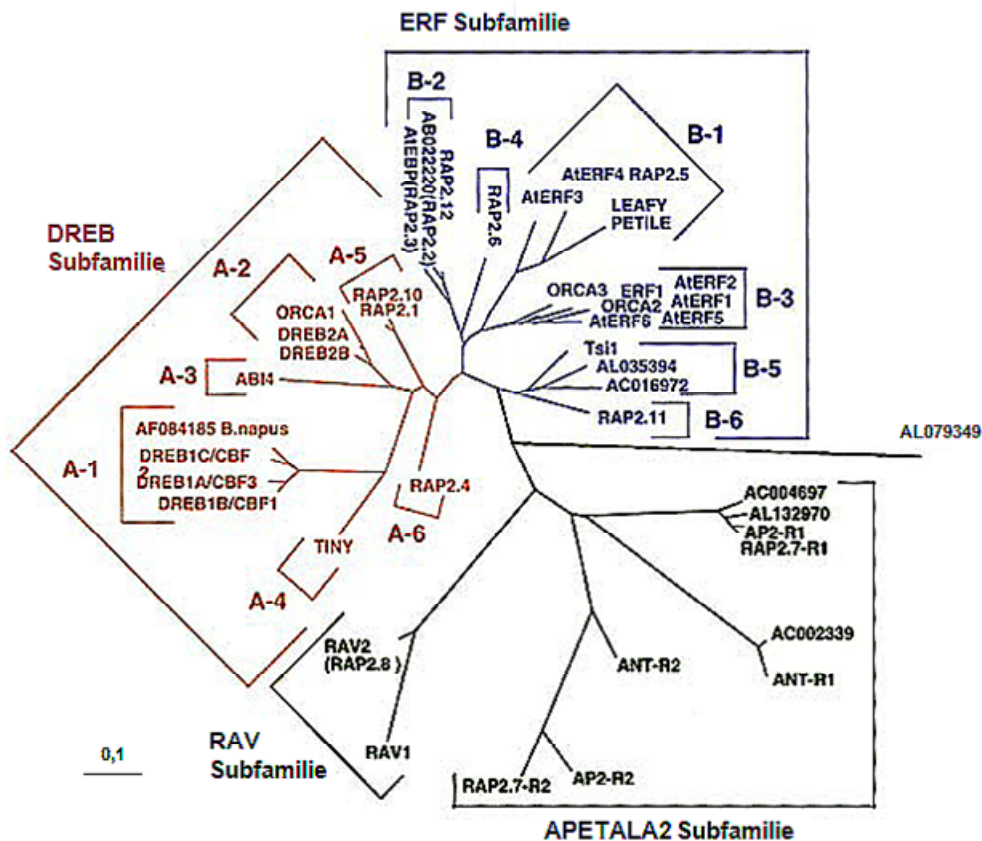 ERF Subfamilie
B-2
RAP2.12
AB022220(RAP2.2)
AtEBP(RAP2.3)
B-4
RAP2.6
B-1
AtERF4 RAP2.5
AtERF3
LEAFY
PETILE
ORCA3
ERF1
ORCA2
AtERF6
AtERF2
AtERF1
AtERF5
B-3
Tsi1
AL035394
AC016972
B-5
RAP2.11
B-6
AL079349
DREB
Subfamilie
A-5
RAP2.10
RAP2.1
A-2
ORCA1
DREB2A
DREB2B
A-3
ABI4
A-1
AF084185 B.napus
DREB1C/CBF
2
DREB1A/CBF3
DREB1B/CBF1
RAP2.4
A-6
TINY
A-4
RAV2
(RAP2.8 )
RAV1
RAV
Subfamilie
0,1
AC004697
AL132970
AP2-R1
RAP2.7-R1
AC002339
ANT-R1
ANT-R2
RAP2.7-R2
AP2-R2
APETALA2 Subfamilie